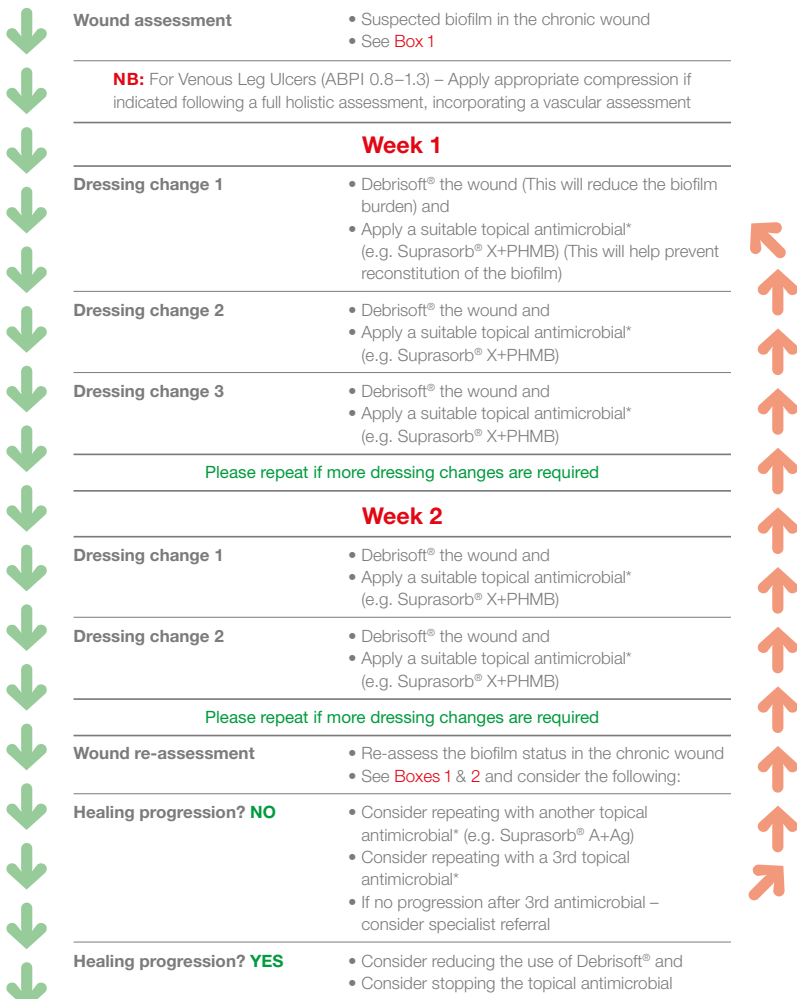 Wound assessment
• Suspected biofilm in the chronic wound
• See Box 1
NB: For Venous Leg Ulcers (ABPI 0.8–1.3) – Apply appropriate compression if
indicated following a full holistic assessment, incorporating a vascular assessment
Week 1
Dressing change 1
• Debrisoft® the wound (This will reduce the biofilm
burden) and
• Apply a suitable topical antimicrobial*
(e.g. Suprasorb® X+PHMB) (This will help prevent
reconstitution of the biofilm)
Dressing change 2
• Debrisoft® the wound and
• Apply a suitable topical antimicrobial*
(e.g. Suprasorb® X+PHMB)
Dressing change 3
• Debrisoft® the wound and
• Apply a suitable topical antimicrobial*
(e.g. Suprasorb® X+PHMB)
Please repeat if more dressing changes are required
Week 2
Dressing change 1
• Debrisoft® the wound and
• Apply a suitable topical antimicrobial*
(e.g. Suprasorb® X+PHMB)
Dressing change 2
• Debrisoft® the wound and
• Apply a suitable topical antimicrobial*
(e.g. Suprasorb® X+PHMB)
Please repeat if more dressing changes are required
Wound re-assessment
• Re-assess the biofilm status in the chronic wound
• See Boxes 1 & 2 and consider the following:
Healing progression? NO
• Consider repeating with another topical
antimicrobial* (e.g. Suprasorb® A+Ag)
• Consider repeating with a 3rd topical
antimicrobial*
• If no progression after 3rd antimicrobial –
consider specialist referral
Healing progression? YES
• Consider reducing the use of Debrisoft® and
• Consider stopping the topical antimicrobial